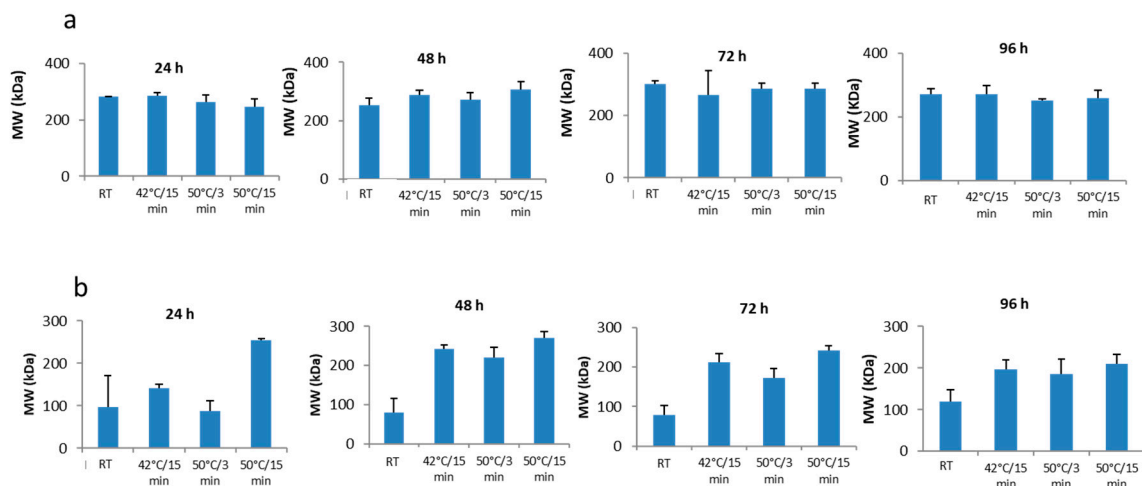 a
24 h
MW (kDa)
400
200
0
RT
42°C/15 min
50°C/3 min
50°C/15 min
48 h
MW (kDa)
400
200
0
RT
42°C/15 min
50°C/3 min
50°C/15 min
72 h
MW (kDa)
400
200
0
RT
42°C/15 min
50°C/3 min
50°C/15 min
96 h
MW (kDa)
400
200
0
RT
42°C/15 min
50°C/3 min
50°C/15 min
b
24 h
MW (kDa)
300
200
100
0
RT
42°C/15 min
50°C/3 min
50°C/15 min
48 h
MW (kDa)
300
200
100
0
RT
42°C/15 min
50°C/3 min
50°C/15 min
72 h
MW (kDa)
300
200
100
0
RT
42°C/15 min
50°C/3 min
50°C/15 min
96 h
MW (KDa)
300
200
100
0
RT
42°C/15 min
50°C/3 min
50°C/15 min